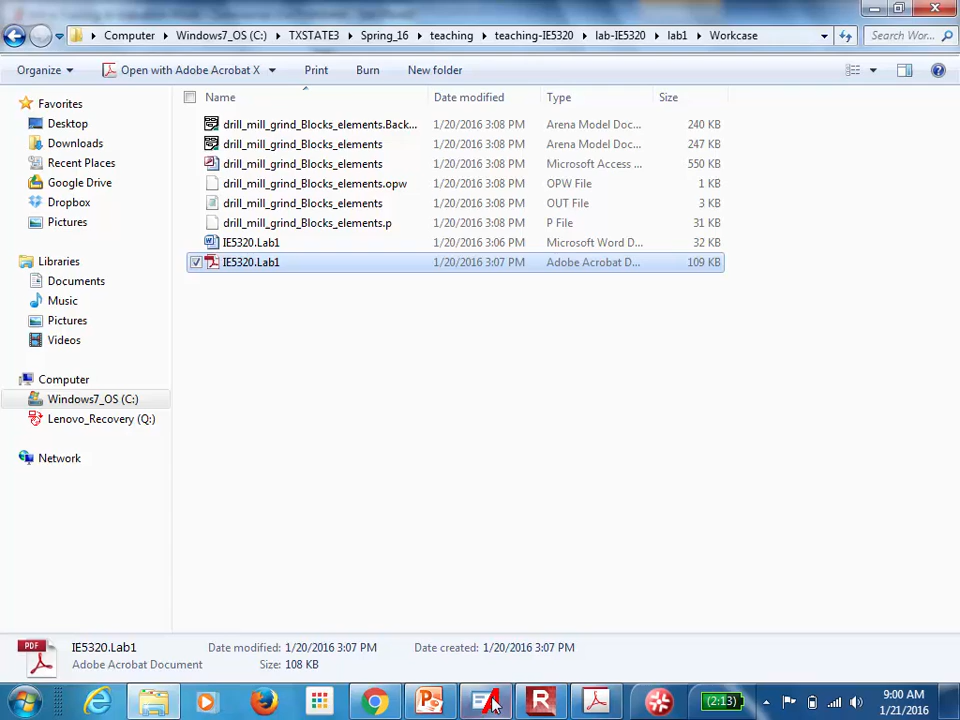 Computer Windows7_OS (C:) TXSTATE3 Spring_16 teaching teaching-IE5320 lab-IE5320 lab1 Workcase Search Wor...
Organize Open with Adobe Acrobat X Print Burn New folder
Name Date modified Type Size
Favorites
Desktop
Downloads
Recent Places
Google Drive
Dropbox
Pictures
Libraries
Documents
Music
Pictures
Videos
Computer
Windows7_OS (C:)
Lenovo_Recovery (Q:)
Network
drill_mill_grind_Blocks_elements.Back... 1/20/2016 3:08 PM Arena Model Doc... 240 KB
drill_mill_grind_Blocks_elements 1/20/2016 3:08 PM Arena Model Doc... 247 KB
drill_mill_grind_Blocks_elements 1/20/2016 3:08 PM Microsoft Access ... 550 KB
drill_mill_grind_Blocks_elements.opw 1/20/2016 3:08 PM OPW File 1 KB
drill_mill_grind_Blocks_elements 1/20/2016 3:08 PM OUT File 3 KB
drill_mill_grind_Blocks_elements.p 1/20/2016 3:08 PM P File 31 KB
IE5320.Lab1 1/20/2016 3:06 PM Microsoft Word D... 32 KB
IE5320.Lab1 1/20/2016 3:07 PM Adobe Acrobat D... 109 KB
PDF
IE5320.Lab1 Date modified: 1/20/2016 3:07 PM Date created: 1/20/2016 3:07 PM
Adobe Acrobat Document Size: 108 KB
(2:13)
9:00 AM
1/21/2016